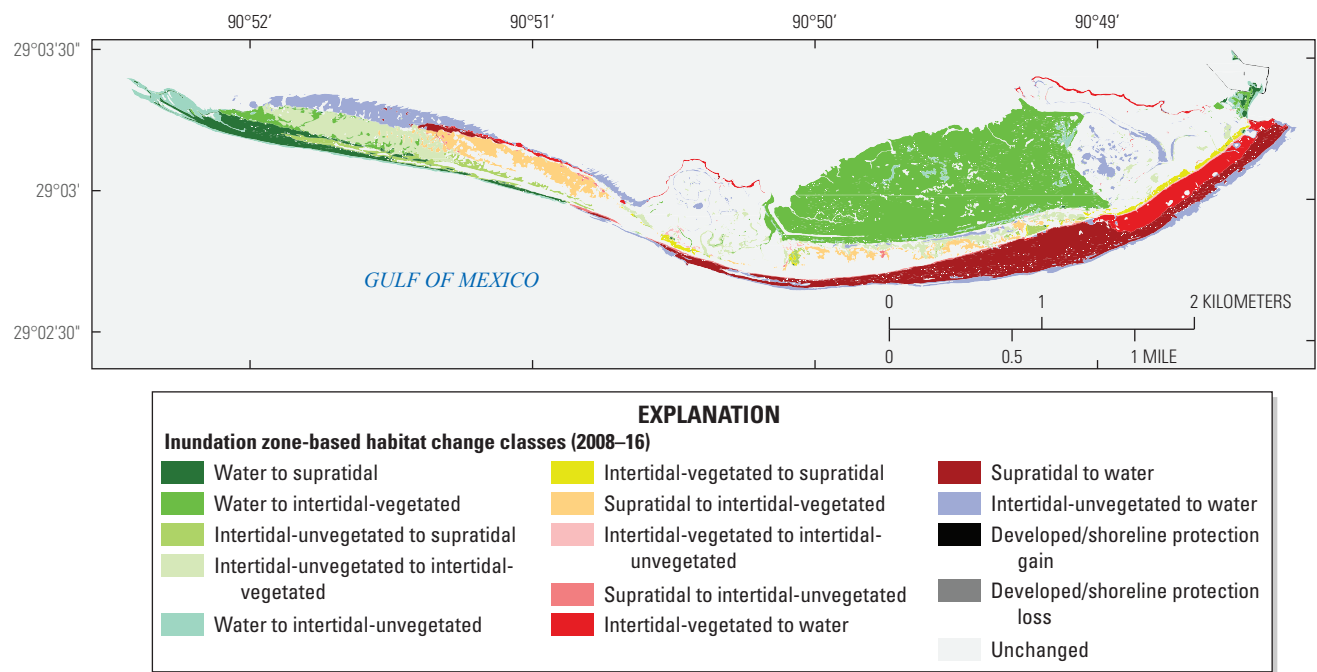 90°52′ 90°51′ 90°50′ 90°49′
29°03′30″
29°03′
29°02′30″
GULF OF MEXICO
0 1 2 KILOMETERS
0 0.5 1 MILE
EXPLANATION
Inundation zone-based habitat change classes (2008–16)
Water to supratidal
Water to intertidal-vegetated
Intertidal-unvegetated to supratidal
Intertidal-unvegetated to intertidal-
vegetated
Water to intertidal-unvegetated
Intertidal-vegetated to supratidal
Supratidal to intertidal-vegetated
Intertidal-vegetated to intertidal-
unvegetated
Supratidal to intertidal-unvegetated
Intertidal-vegetated to water
Supratidal to water
Intertidal-unvegetated to water
Developed/shoreline protection
gain
Developed/shoreline protection
loss
Unchanged